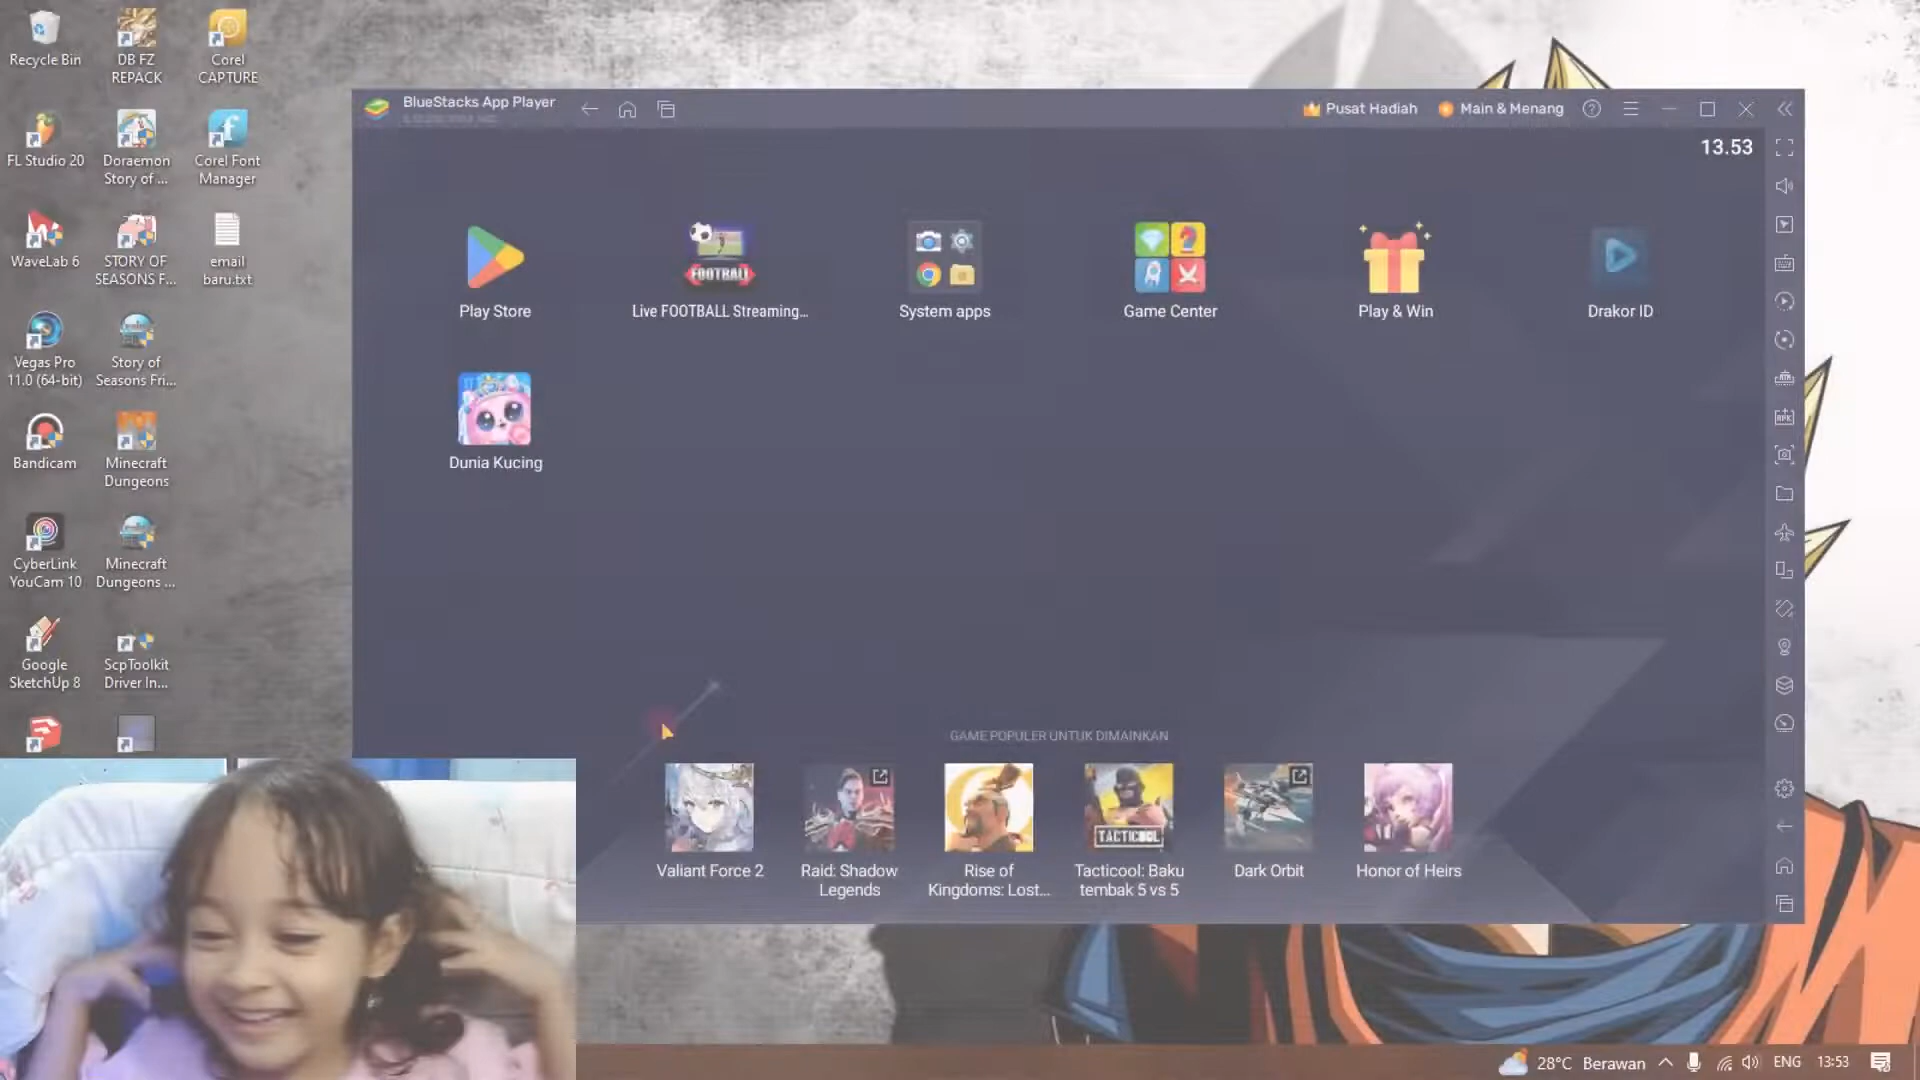 Recycle Bin
DB FZ
REPACK
Corel
CAPTURE
FL Studio 20
Doraemon
Story of ...
Corel Font
Manager
WaveLab 6
STORY OF
SEASONS F...
email
baru.txt
Vegas Pro
11.0 (64-bit)
Story of
Seasons Fri...
Bandicam
Minecraft
Dungeons
CyberLink
YouCam 10
Minecraft
Dungeons ...
Google
SketchUp 8
ScpToolkit
Driver In...
BlueStacks App Player
Pusat Hadiah
Main & Menang
13.53
FOOTBALL
Play Store
Live FOOTBALL Streaming...
System apps
Game Center
Play & Win
Drakor ID
Dunia Kucing
GAME POPULER UNTUK DIMAINKAN
TACTICOOL
Valiant Force 2
Raid: Shadow
Legends
Rise of
Kingdoms: Lost...
Tacticool: Baku
tembak 5 vs 5
Dark Orbit
Honor of Heirs
28°C Berawan
ENG
13:53